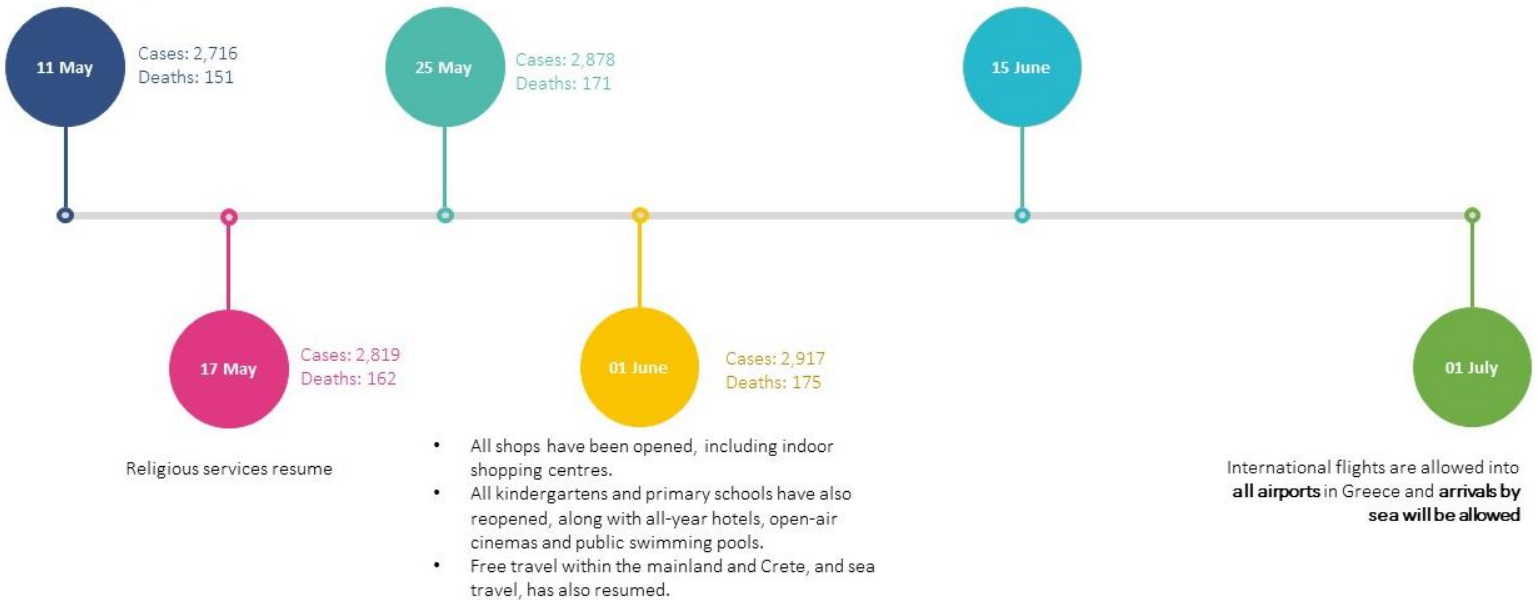 11 May
Cases: 2,716
Deaths: 151
25 May
Cases: 2,878
Deaths: 171
15 June
17 May
Cases: 2,819
Deaths: 162
Religious services resume
01 June
Cases: 2,917
Deaths: 175
• All shops have been opened, including indoor
shopping centres.
• All kindergartens and primary schools have also
reopened, along with all-year hotels, open-air
cinemas and public swimming pools.
• Free travel within the mainland and Crete, and sea
travel, has also resumed.
01 July
International flights are allowed into
all airports in Greece and arrivals by
sea will be allowed